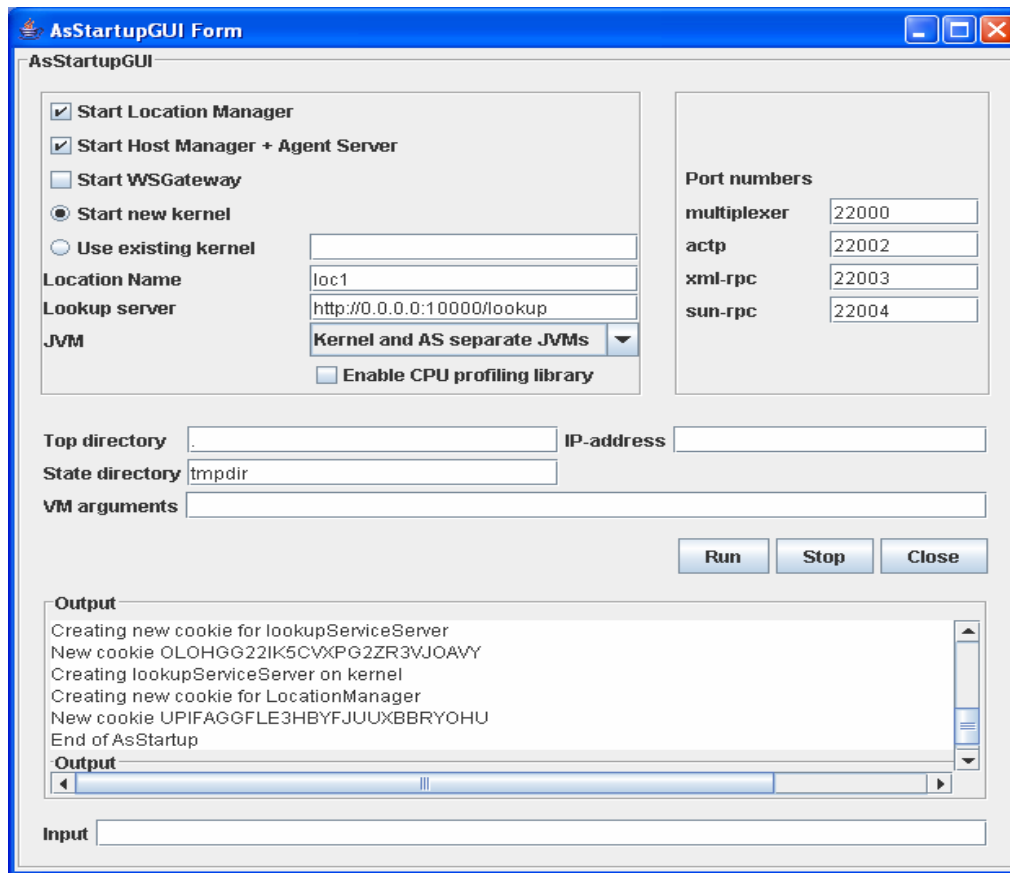 AsStartupGUI Form
AsStartupGUI
Start Location Manager
Start Host Manager + Agent Server
Start WSGateway
Start new kernel
Use existing kernel
Location Name loc1
Lookup server http://0.0.0.0:10000/lookup
JVM Kernel and AS separate JVMs
Enable CPU profiling library
Port numbers
multiplexer 22000
actp 22002
xml-rpc 22003
sun-rpc 22004
Top directory . IP-address
State directory tmpdir
VM arguments
Run Stop Close
Output
Creating new cookie for lookupServiceServer
New cookie OLOHGG22IK5CVXPG2ZR3VJOAVY
Creating lookupServiceServer on kernel
Creating new cookie for LocationManager
New cookie UPIFAGGFLE3HBYFJUUXBBRYOHU
End of AsStartup
Output
Input